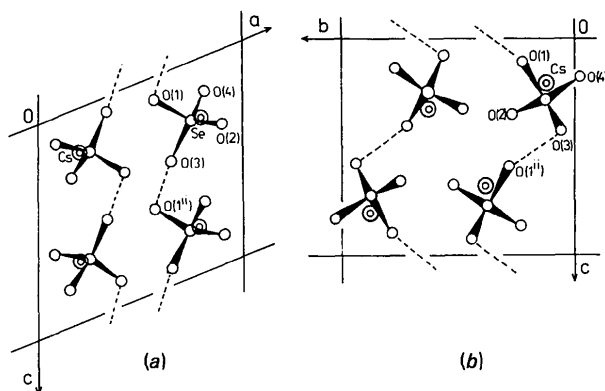 a
b
0
0
O(1)
O(4)
Se
O(2)
Cs
O(3)
O(1ii)
c
(a)
O(1)
Cs
O(4)
O(2)
O(3)
O(1ii)
c
(b)